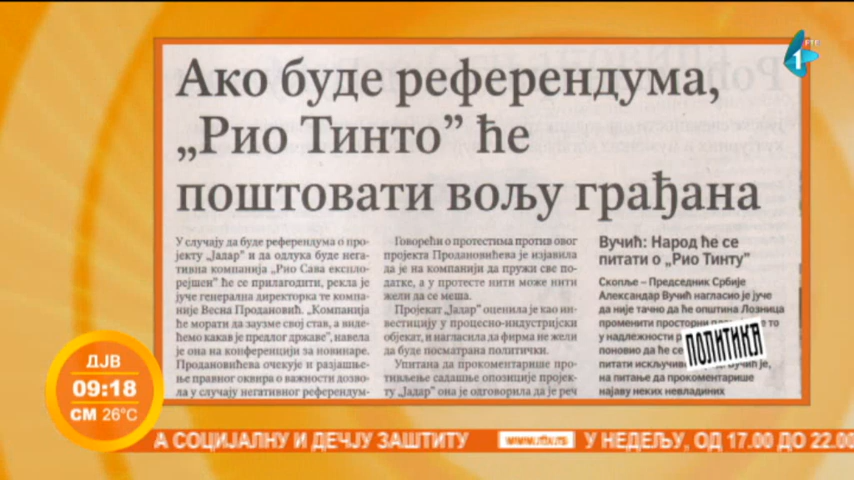 РТС
1
Ако буде референдума,
„Рио Тинто” ће
поштовати вољу грађана
У случају да буде референдума о про-
јекту „Јадар” и да одлука буде нега-
тивна компанија „Рио Сава експло-
рејшен” ће се прилагодити, рекла је
јуче генерална директорка те компа-
није Весна Продановић. „Компанија
ће морати да заузме свој став, а виде-
ћемо какав је предлог државе”, навела
је она на конференцији за новинаре.
Продановићева очекује и разјашње-
ње правног оквира о важности дозво-
ла у случају негативног референдум-
Говорећи о протестима против овог
пројекта Продановићева је изјавила
да је на компанији да пружи све по-
датке, а у протесте нити може нити
жели да се меша.
Пројекат „Јадар” оценила је као ин-
вестицију у процесно-индустријски
објекат, и нагласила да фирма не жели
да буде посматрана политички.
Упитана да прокоментарише про-
тивљење садашње опозиције пројек-
ту „Јадар” она је одговорила да је реч
Вучић: Народ ће се
питати о „Рио Тинту”
Скопље – Председник Србије
Александар Вучић нагласио је јуче
да није тачно да ће општина Лозница
променити просторни то
у надлежности
поновио да ће се
питати искључиво Вучић је,
на питање да прокоментарише
најаву неких невладиних
ПОЛИТИКА
ДЈВ
09:18
СМ 26°C
А СОЦИЈАЛНУ И ДЕЧЈУ ЗАШТИТУ У НЕДЕЉУ, ОД 17.00 ДО 22.00